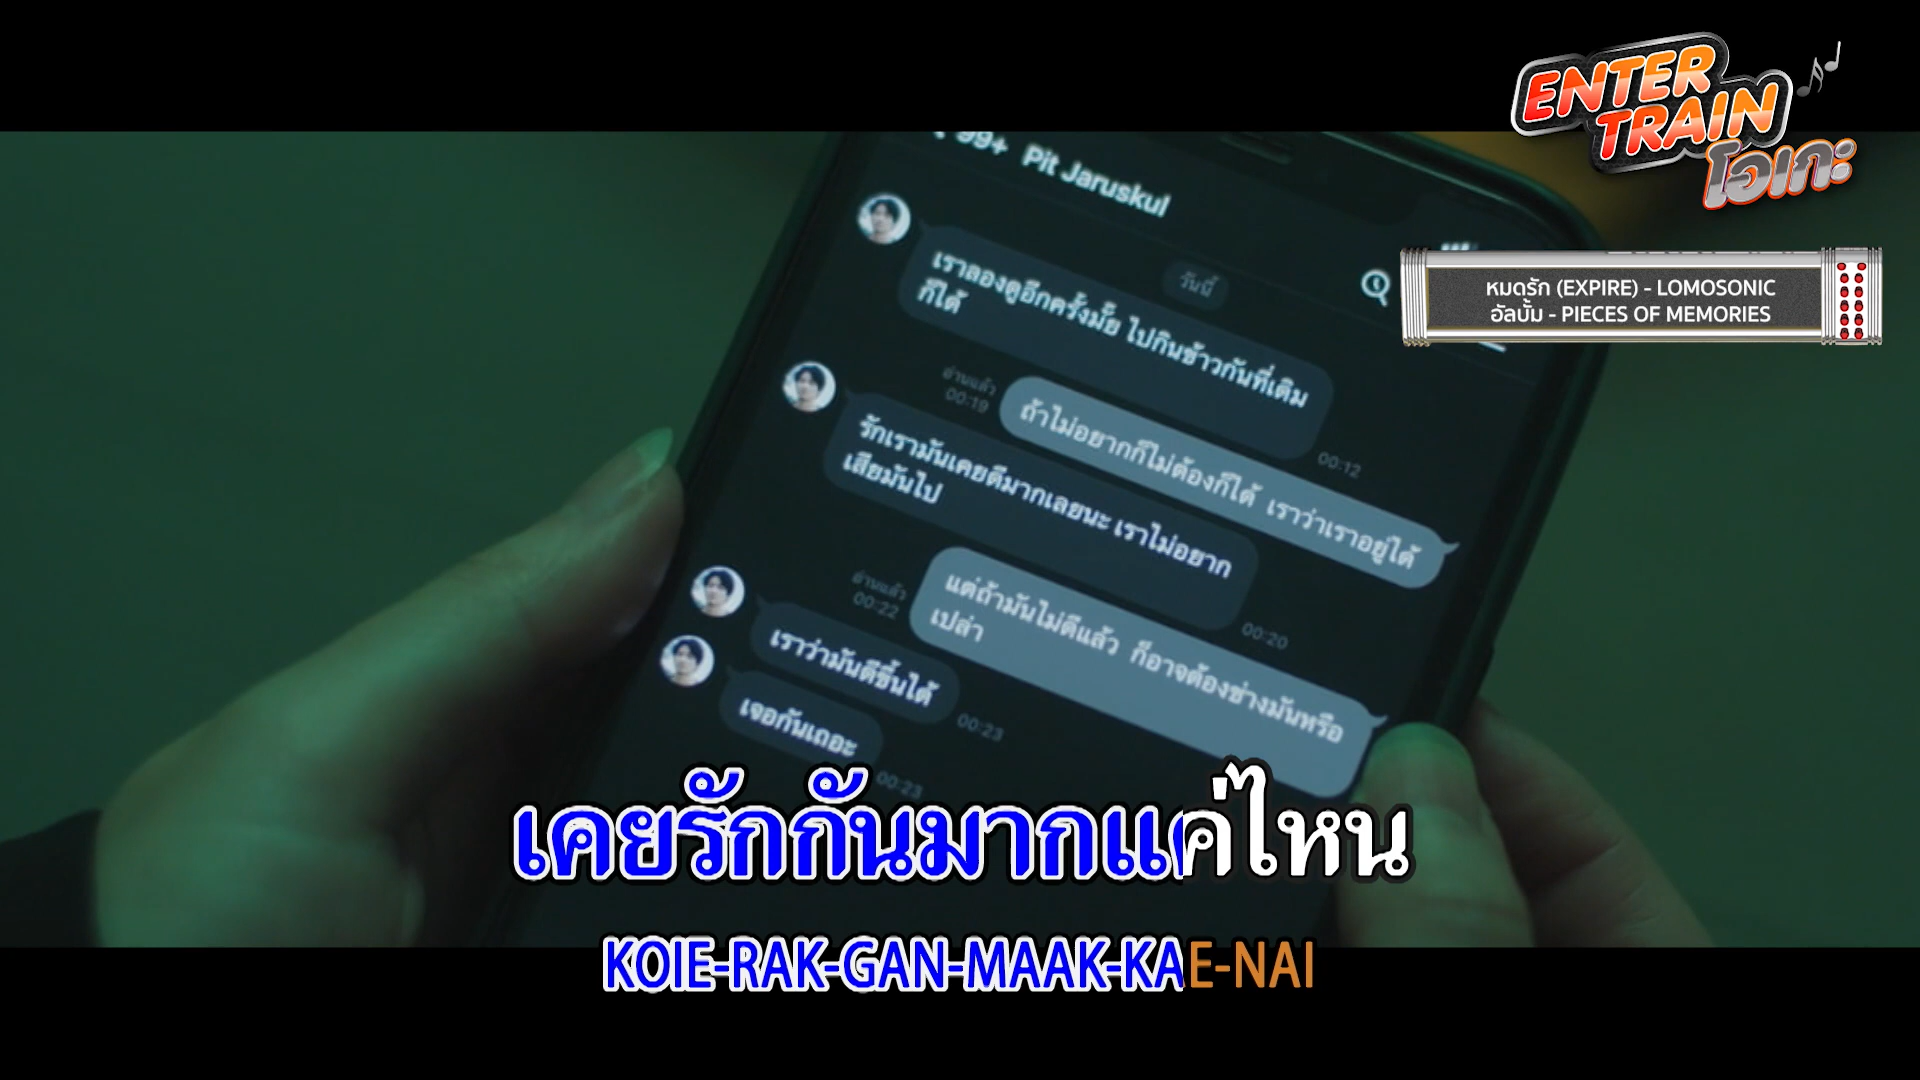 ENTER
TRAIN
โอเกะ
99+ Pit Jaruskul
วันนี้
หมดรัก (EXPIRE) - LOMOSONIC
อัลบั้ม - PIECES OF MEMORIES
เราลองดูอีกครั้งมั้ย ไปกินข้าวกันที่เดิม
ก็ได้
00:12
อ่านแล้ว
00:19
ถ้าไม่อยากก็ไม่ต้องก็ได้ เราว่าเราอยู่ได้
รักเรามันเคยดีมากเลยนะ เราไม่อยาก
เสียมันไป
00:20
อ่านแล้ว
00:22
แต่ถ้ามันไม่ดีแล้ว ก็อาจต้องช่างมันหรือ
เปล่า
เราว่ามันดีขึ้นได้
00:23
เจอกันเถอะ
00:23
เคยรักกันมากแค่ไหน
KOIE-RAK-GAN-MAAK-KAE-NAI